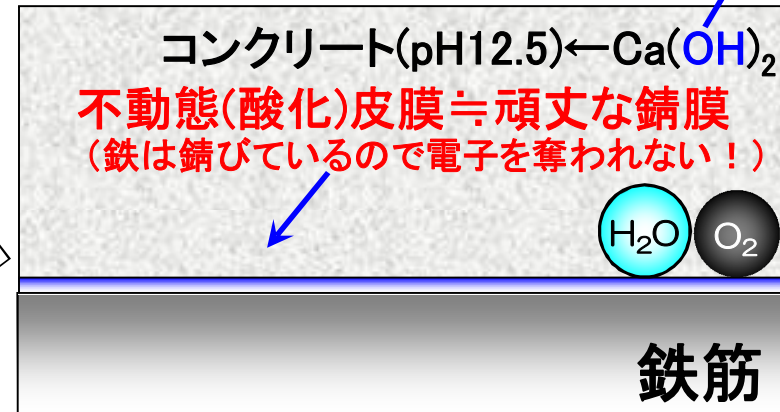 コンクリート(pH12.5)←Ca(OH)₂
不動態(酸化)皮膜≒頑丈な錆膜
(鉄は錆びているので電子を奪われない!)
H₂O O₂
鉄筋